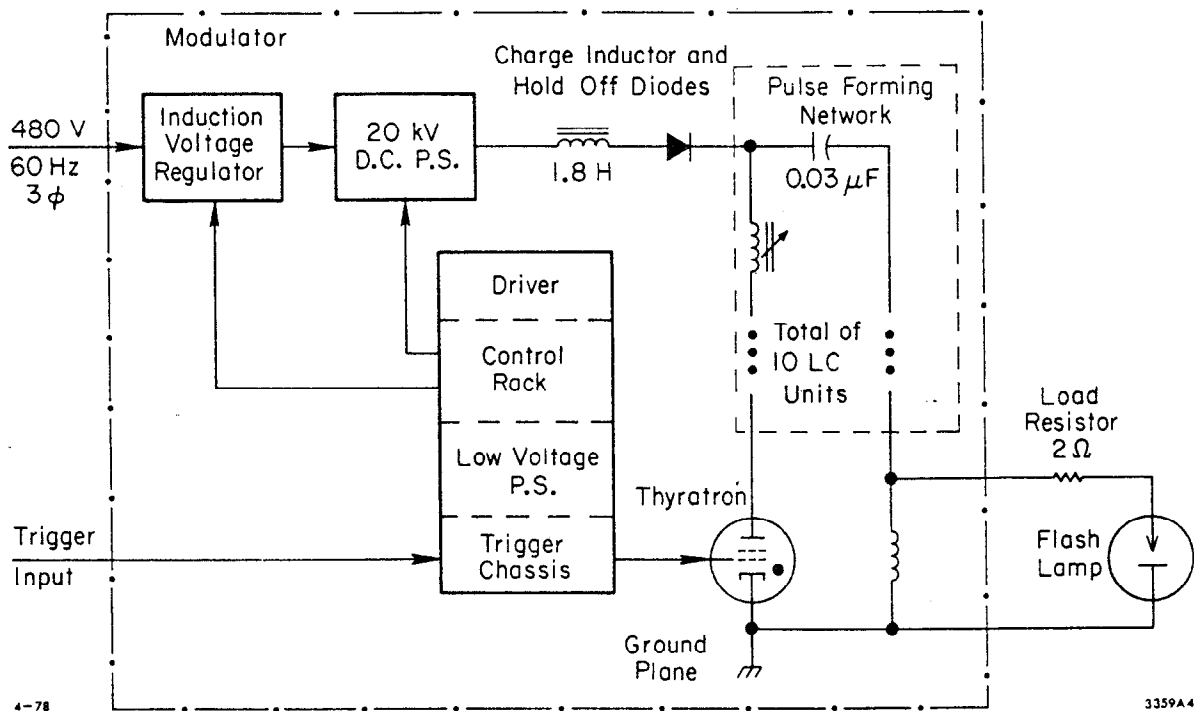 Modulator
Charge Inductor and
Hold Off Diodes
Pulse Forming
Network
480 V
60 Hz
3 ϕ
Induction
Voltage
Regulator
20 kV
D.C. P.S.
1.8 H
0.03 μF
Driver
Control
Rack
Low Voltage
P.S.
Trigger
Chassis
Total of
10 LC
Units
Load
Resistor
2 Ω
Thyratron
Trigger
Input
Flash
Lamp
Ground
Plane
4-78
3359A4